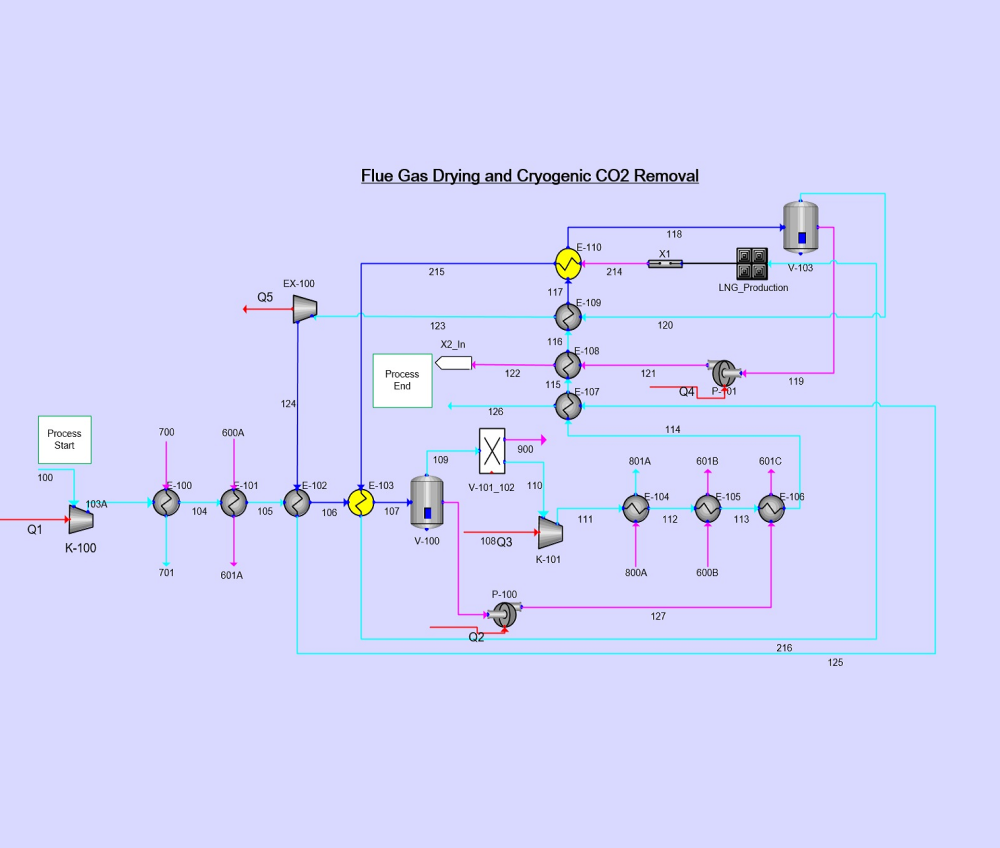 Flue Gas Drying and Cryogenic CO2 Removal
118
V-103
E-110
X1
215
214
LNG_Production
117
EX-100
Q5
E-109
123
120
116
X2_In
E-108
Process
End
122
121
119
115
Q4
P-101
E-107
124
126
114
Process
Start
700
600A
109
900
801A
601B
601C
100
V-101_102
110
103A
E-100
E-101
E-102
E-103
E-104
E-105
E-106
104
105
106
107
111
112
113
Q1
K-100
V-100
108
Q3
K-101
701
601A
800A
600B
P-100
127
Q2
216
125